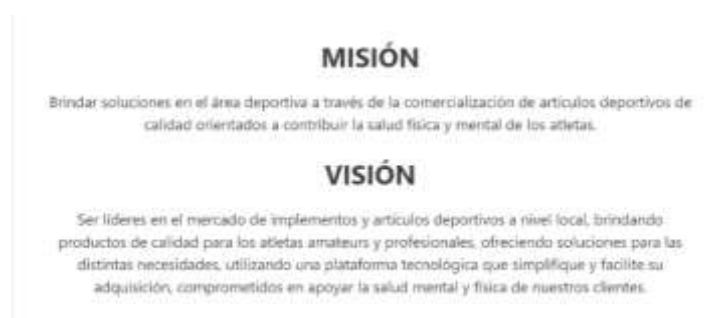 MISIÓN
Brindar soluciones en el área deportiva a través de la comercialización de artículos deportivos de
calidad orientados a contribuir la salud física y mental de los atletas.
VISIÓN
Ser líderes en el mercado de implementos y artículos deportivos a nivel local, brindando
productos de calidad para los atletas amateurs y profesionales, ofreciendo soluciones para las
distintas necesidades, utilizando una plataforma tecnológica que simplifique y facilite su
adquisición, comprometidos en apoyar la salud mental y física de nuestros clientes.